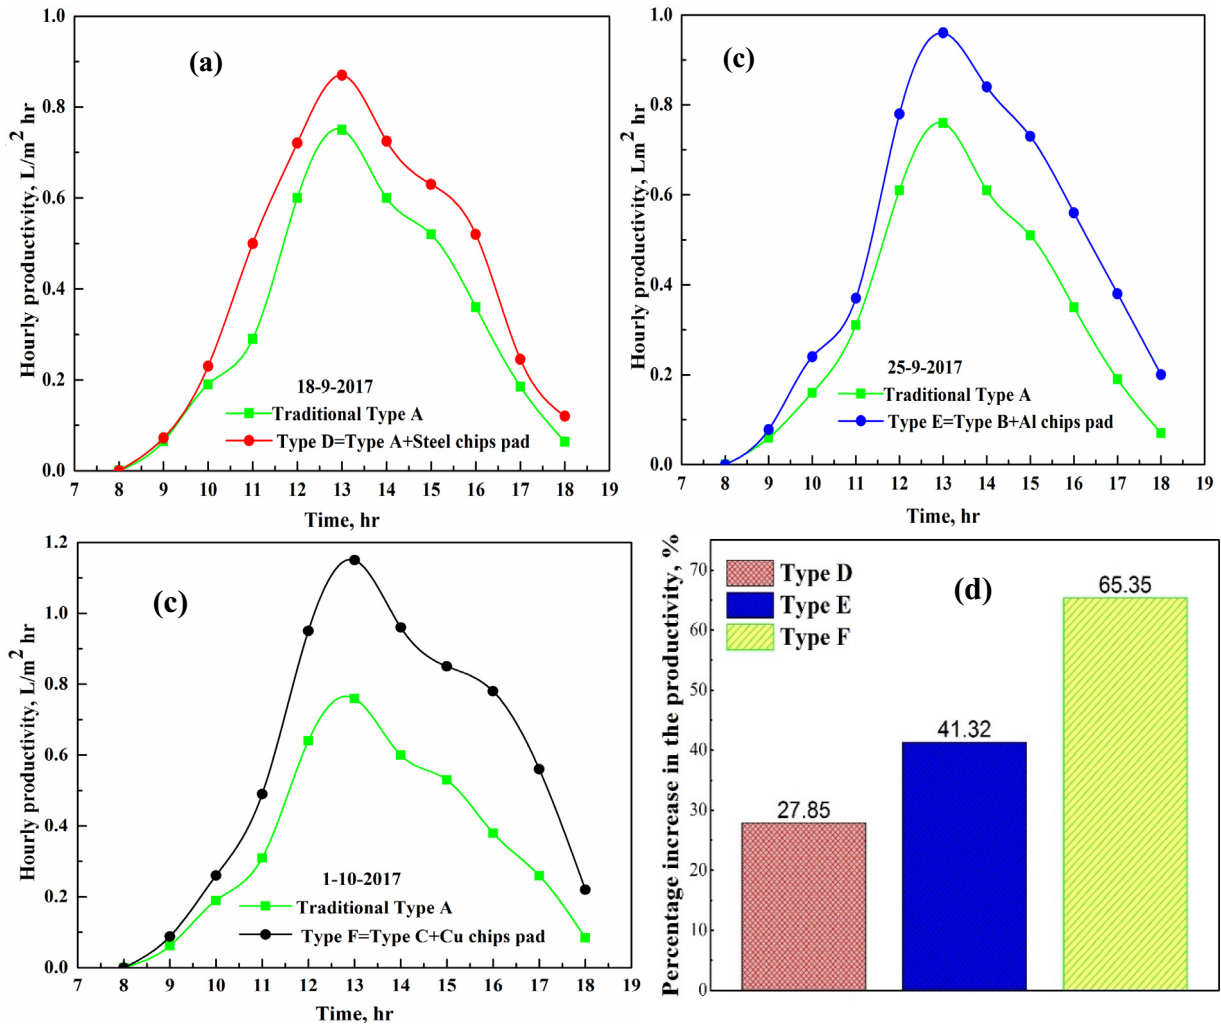 (a)
Hourly productivity, L/m² hr
1.0
0.8
0.6
0.4
0.2
0.0
18-9-2017
Traditional Type A
Type D=Type A+Steel chips pad
7 8 9 10 11 12 13 14 15 16 17 18 19
Time, hr
(c)
Hourly productivity, Lm² hr
1.0
0.8
0.6
0.4
0.2
0.0
25-9-2017
Traditional Type A
Type E=Type B+Al chips pad
7 8 9 10 11 12 13 14 15 16 17 18 19
Time, hr
(c)
Hourly productivity, L/m² hr
1.2
1.0
0.8
0.6
0.4
0.2
0.0
1-10-2017
Traditional Type A
Type F=Type C+Cu chips pad
7 8 9 10 11 12 13 14 15 16 17 18 19
Time, hr
(d)
Percentage increase in the productivity, %
70
60
50
40
30
20
10
0
Type D
Type E
Type F
27.85
41.32
65.35